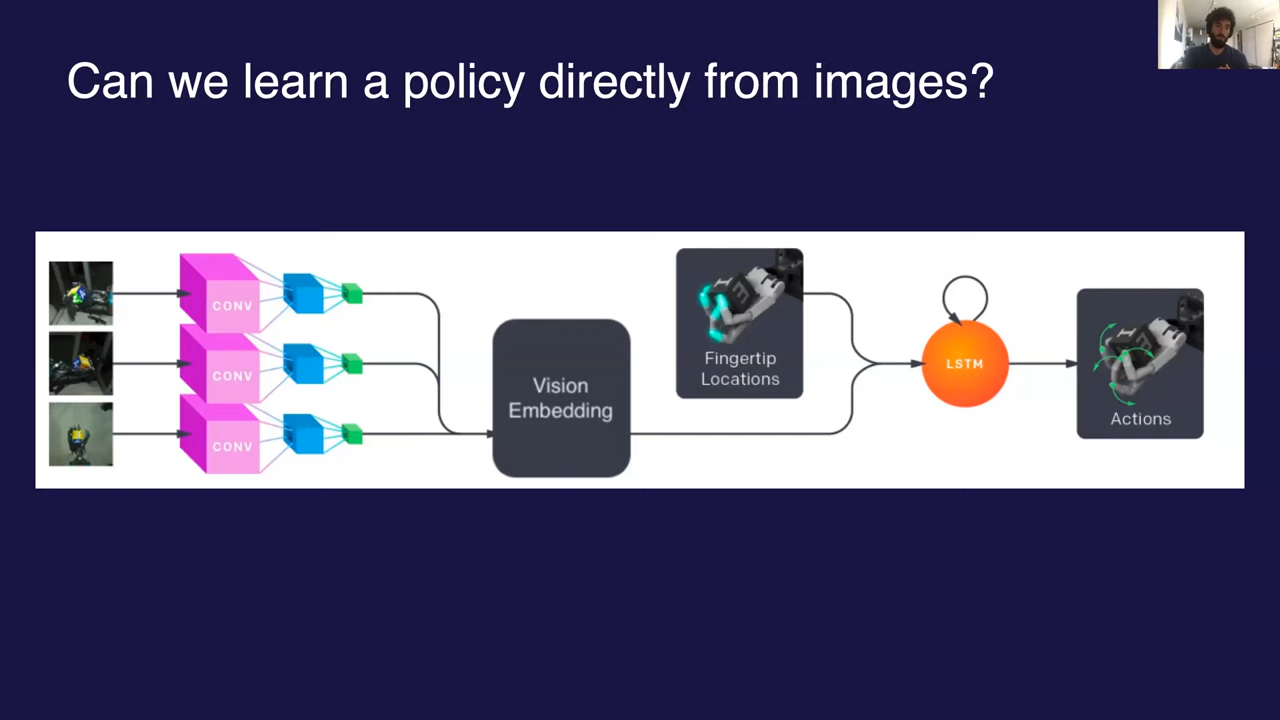 Can we learn a policy directly from images?
CONV
CONV
CONV
Vision
Embedding
Fingertip
Locations
LSTM
Actions